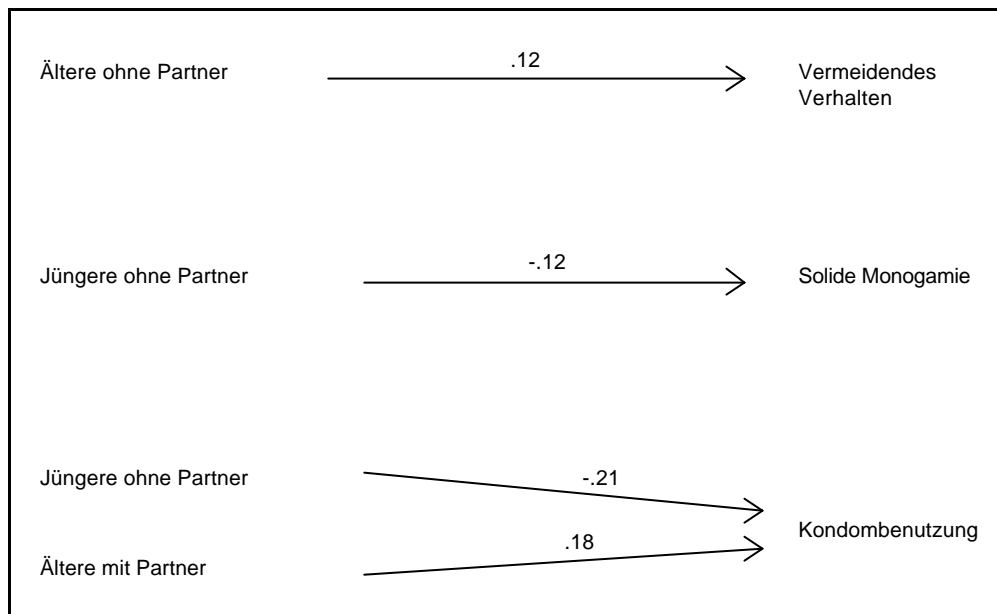 Ältere ohne Partner
.12
Vermeidendes
Verhalten
Jüngere ohne Partner
-.12
Solide Monogamie
Jüngere ohne Partner
-.21
Kondombenutzung
.18
Ältere mit Partner